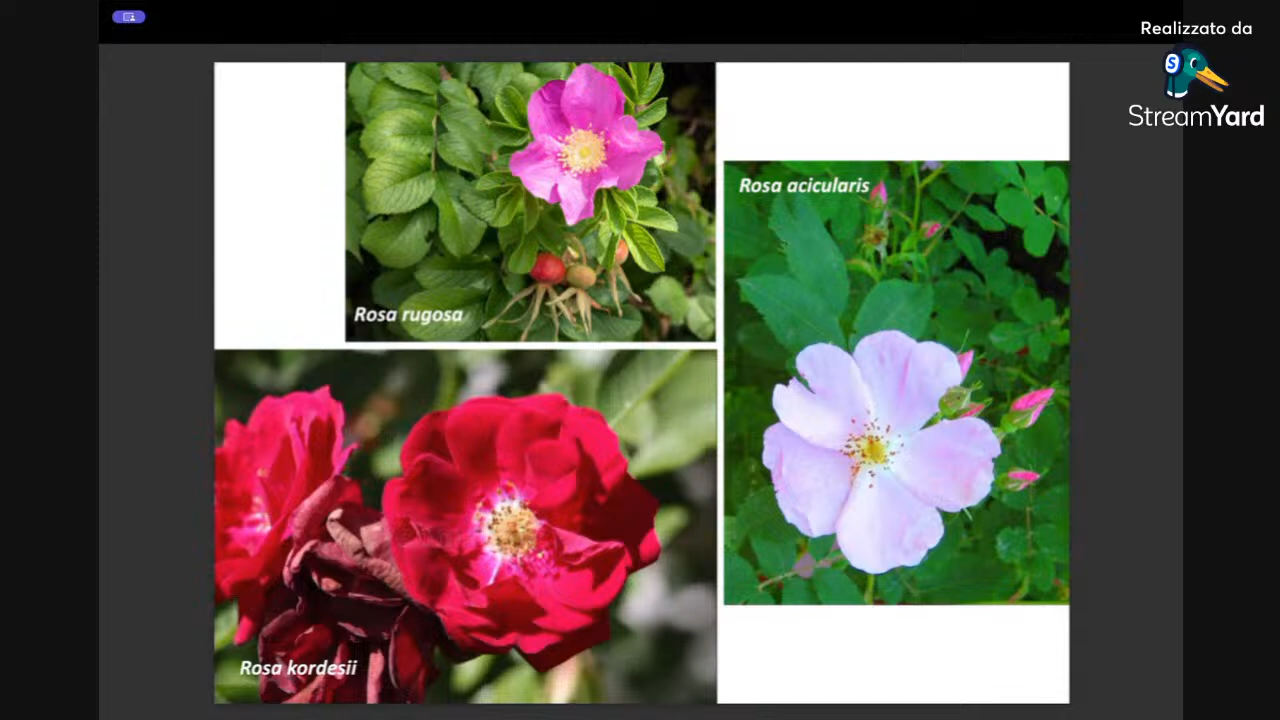 Realizzato da
S
StreamYard
Rosa acicularis
Rosa rugosa
Rosa kordesii